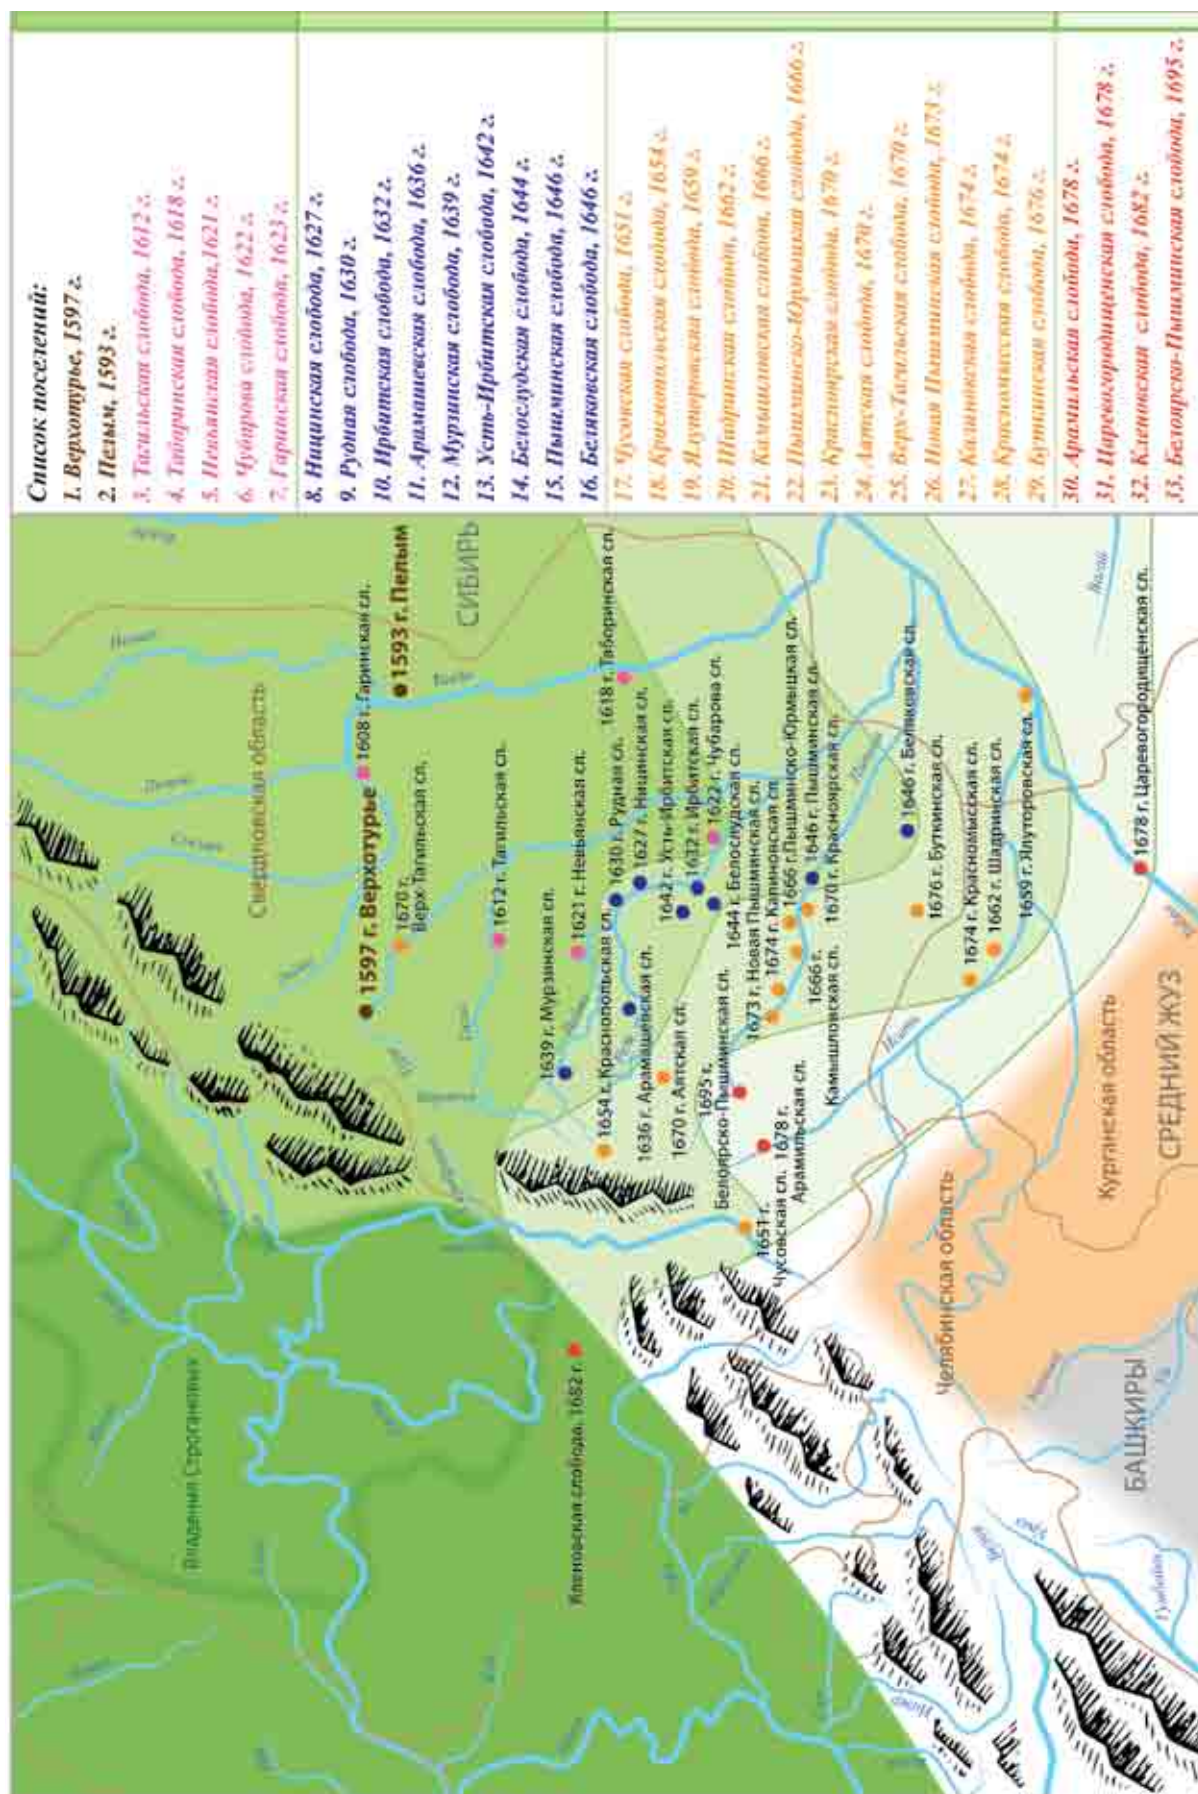 Список поселений:
1. Верхотурье, 1597 г.
2. Пелым, 1593 г.
3. Тагильская слобода, 1612 г.
4. Таборинская слобода, 1618 г.
5. Невьянская слобода, 1621 г.
6. Чубарова слобода, 1622 г.
7. Гаринская слобода, 1623 г.
8. Ницинская слобода, 1627 г.
9. Рудная слобода, 1630 г.
10. Ирбитская слобода, 1632 г.
11. Арамашевская слобода, 1636 г.
12. Мурзинская слобода, 1639 г.
13. Усть-Ирбитская слобода, 1642 г.
14. Белослудская слобода, 1644 г.
15. Пышминская слобода, 1646 г.
16. Беляковская слобода, 1646 г.
17. Чусовская слобода, 1651 г.
18. Краснопольская слобода, 1654 г.
19. Ялуторовская слобода, 1659 г.
20. Шадринская слобода, 1662 г.
21. Камышловская слобода, 1666 г.
22. Пышминско-Юрмыцкая слобода, 1666 г.
23. Красноярская слобода, 1670 г.
24. Аятская слобода, 1670 г.
25. Верх-Тагильская слобода, 1670 г.
26. Новая Пышминская слобода, 1673 г.
27. Калиновская слобода, 1674 г.
28. Красномысская слобода, 1674 г.
29. Буткинская слобода, 1676 г.
30. Арамильская слобода, 1678 г.
31. Царевогородищенская слобода, 1678 г.
32. Кленовская слобода, 1682 г.
33. Белоярско-Пышминская слобода, 1695 г.
Свердловская область
СИБИРЬ
1608 г. Гаринская сл.
1593 г. Пелым
1597 г. Верхотурье
1670 г.
Верх-Тагильская сл.
1612 г. Тагильская сл.
1639 г. Мурзинская сл.
1621 г. Невьянская сл.
1654 г. Краснопольская сл.
1630 г. Рудная сл.
1618 г. Таборинская сл.
1636 г. Арамашевская сл.
1627 г. Ницинская сл.
1670 г. Аятская сл.
1642 г. Усть-Ирбитская сл.
1632 г. Ирбитская сл.
1695 г.
Белоярско-Пышминская сл.
1622 г. Чубарова сл.
1644 г. Белослудская сл.
1673 г. Новая Пышминская сл.
1674 г. Калиновская сл.
1666 г. Пышминско-Юрмыцкая сл.
1646 г. Пышминская сл.
1651 г.
Чусовская сл.
1678 г.
Арамильская сл.
1666 г.
Камышловская сл.
1670 г. Красноярская сл.
1646 г. Беляковская сл.
1676 г. Буткинская сл.
1674 г. Красномысская сл.
1662 г. Шадринская сл.
1659 г. Ялуторовская сл.
1678 г. Царевогородищенская сл.
Владения Строгановых
Кленовская слобода, 1682 г.
Челябинская область
Курганская область
СРЕДНИЙ ЖУЗ
БАШКИРЫ
Исеть
Вагай
Урал